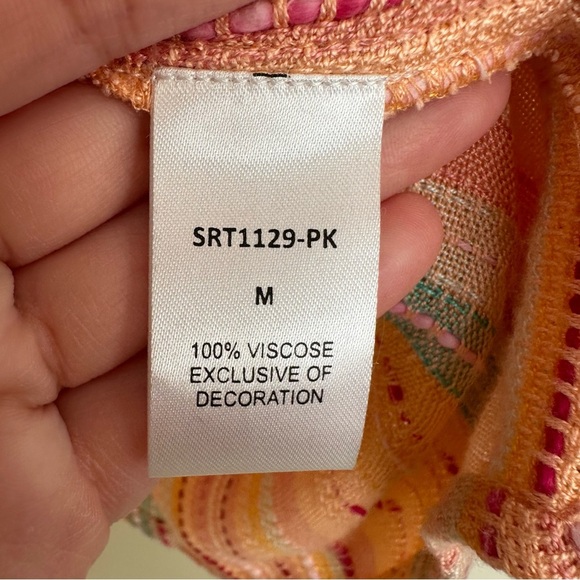 SRT1129-PK
M
100% VISCOSE
EXCLUSIVE OF
DECORATION